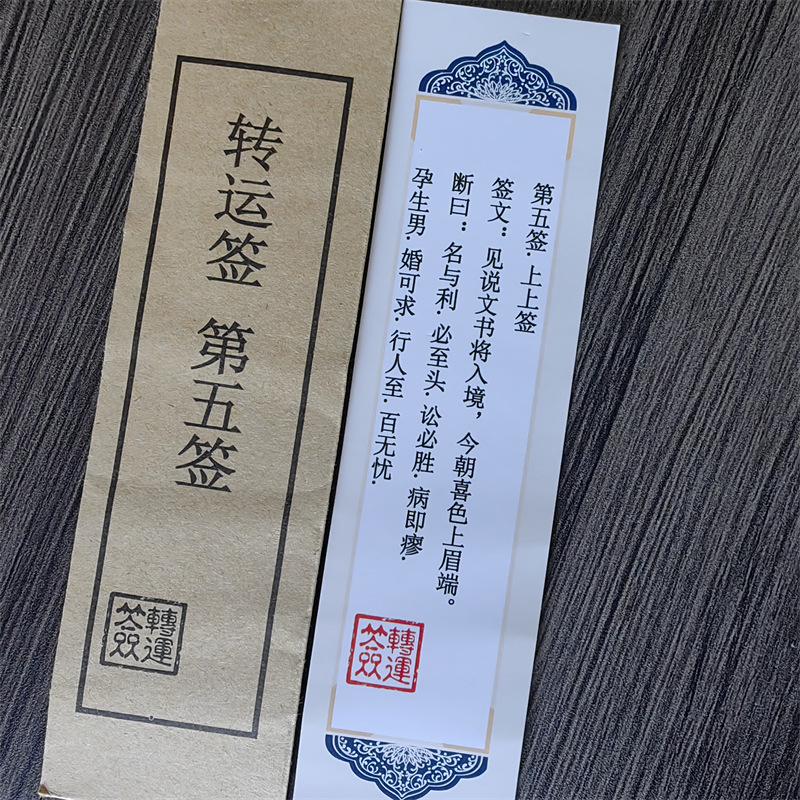 转运签 第五签
轉運
签
第五签·上上签
签文：见说文书将入境，今朝喜色上眉端。
断曰：名与利·必至头·讼必胜·病即瘳·
孕生男·婚可求·行人至·百无忧·
轉運
签